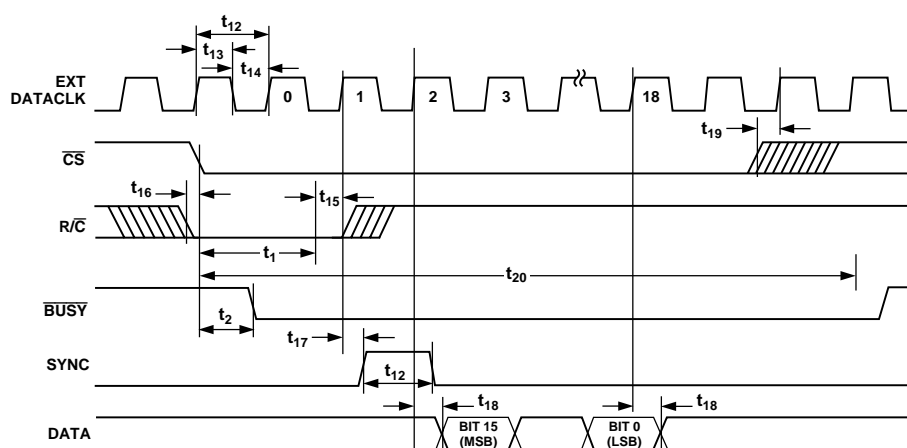 t12
t13
t14
EXT
DATACLK
0
1
2
3
18
t19
CS
t16
t15
R/C
t1
t20
BUSY
t2
t17
SYNC
t12
t18
t18
DATA
BIT 15
(MSB)
BIT 0
(LSB)